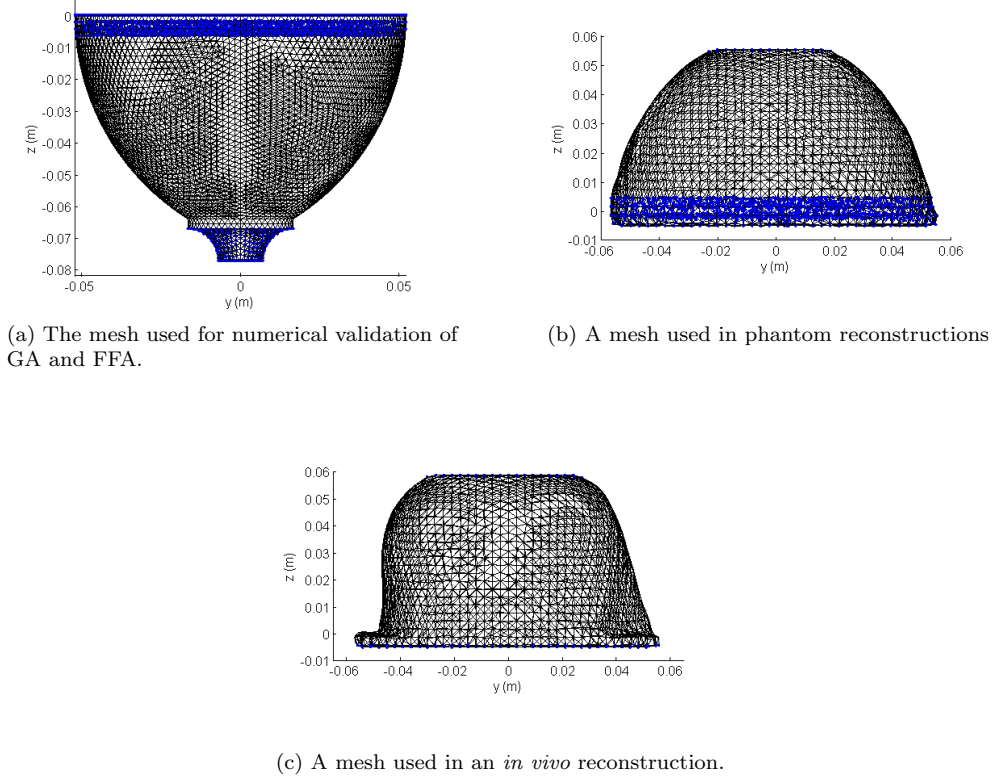 0
-0.01
-0.02
-0.03
-0.04
-0.05
-0.06
-0.07
-0.08
z (m)
-0.05 0 0.05
y (m)
(a) The mesh used for numerical validation of
GA and FFA.
0.06
0.05
0.04
0.03
0.02
0.01
0
-0.01
z (m)
-0.06 -0.04 -0.02 0 0.02 0.04 0.06
y (m)
(b) A mesh used in phantom reconstructions
0.06
0.05
0.04
0.03
0.02
0.01
0
-0.01
z (m)
-0.06 -0.04 -0.02 0 0.02 0.04 0.06
y (m)
(c) A mesh used in an in vivo reconstruction.